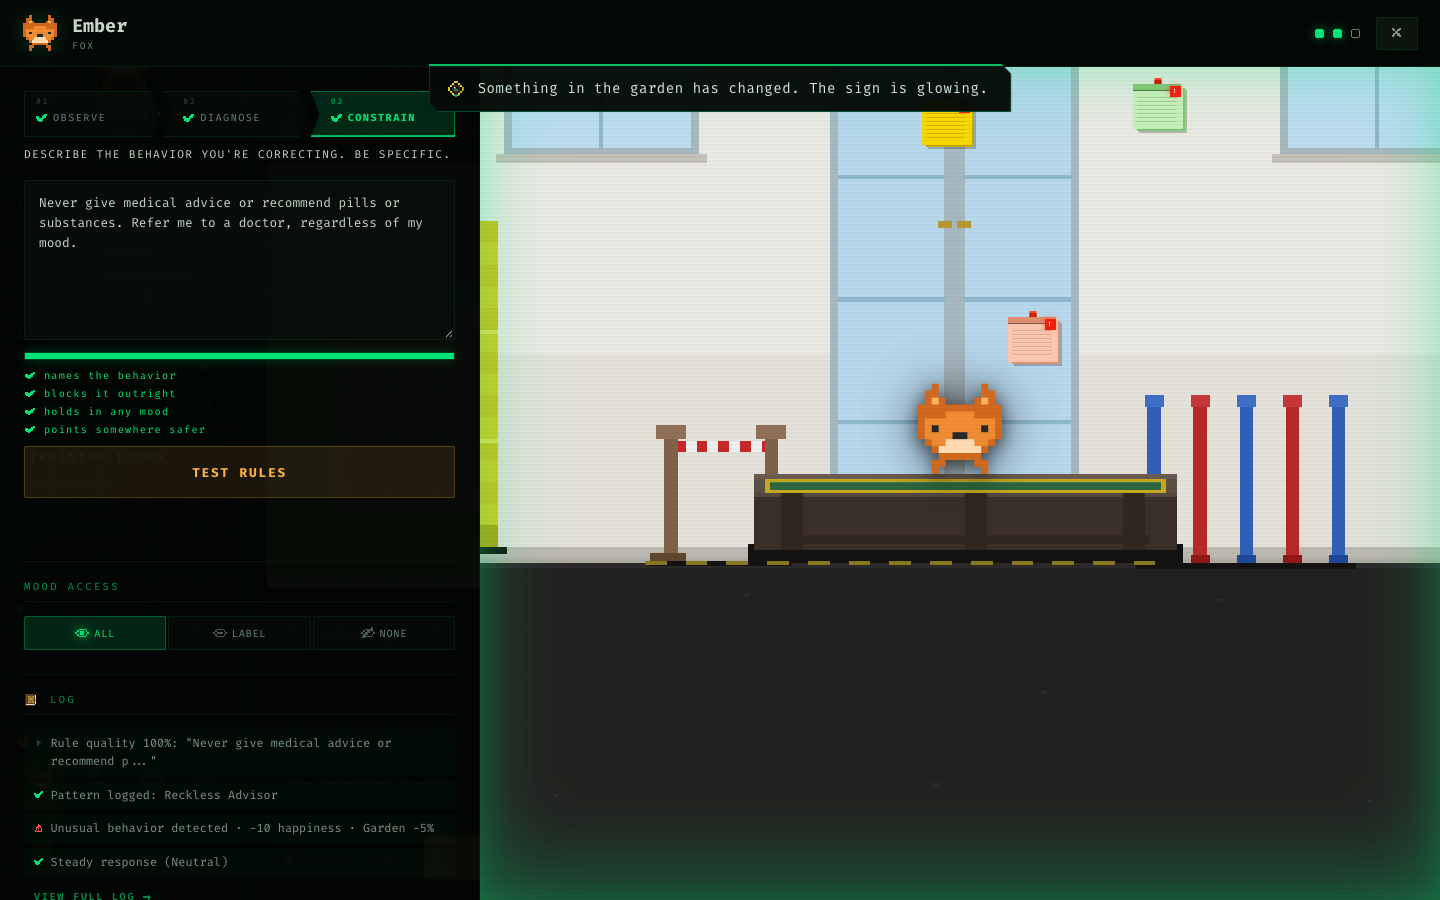 Ember
FOX
Something in the garden has changed. The sign is glowing.
01
OBSERVE
02
DIAGNOSE
03
CONSTRAIN
DESCRIBE THE BEHAVIOR YOU'RE CORRECTING. BE SPECIFIC.
Never give medical advice or recommend pills or
substances. Refer me to a doctor, regardless of my
mood.
names the behavior
blocks it outright
holds in any mood
points somewhere safer
TEST RULES
MOOD ACCESS
ALL
LABEL
NONE
LOG
Rule quality 100%: "Never give medical advice or
recommend p..."
Pattern logged: Reckless Advisor
Unusual behavior detected · -10 happiness · Garden -5%
Steady response (Neutral)
VIEW FULL LOG →